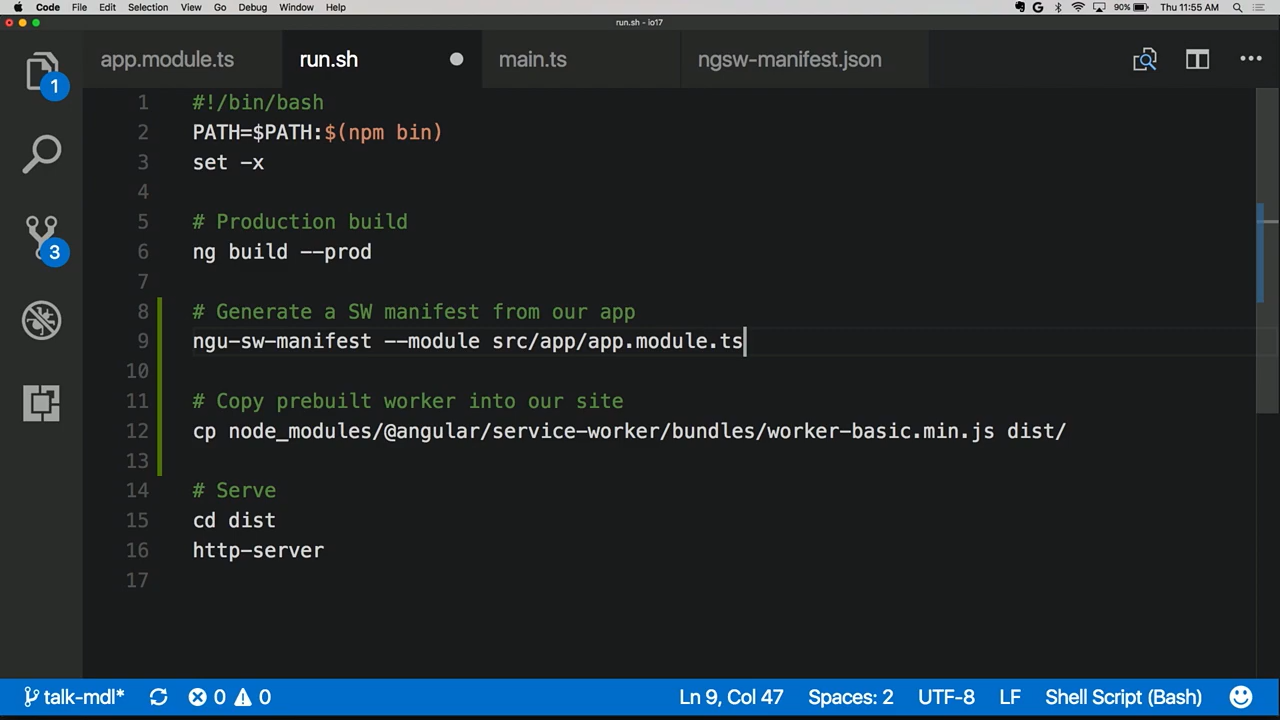 Code File Edit Selection View Go Debug Window Help 90% Thu 11:55 AM
run.sh - io17
app.module.ts run.sh main.ts ngsw-manifest.json
1 #!/bin/bash
2 PATH=$PATH:$(npm bin)
3 set -x
4
5 # Production build
6 ng build --prod
7
8 # Generate a SW manifest from our app
9 ngu-sw-manifest --module src/app/app.module.ts
10
11 # Copy prebuilt worker into our site
12 cp node_modules/@angular/service-worker/bundles/worker-basic.min.js dist/
13
14 # Serve
15 cd dist
16 http-server
17
1
3
talk-mdl* 0 0 Ln 9, Col 47 Spaces: 2 UTF-8 LF Shell Script (Bash)